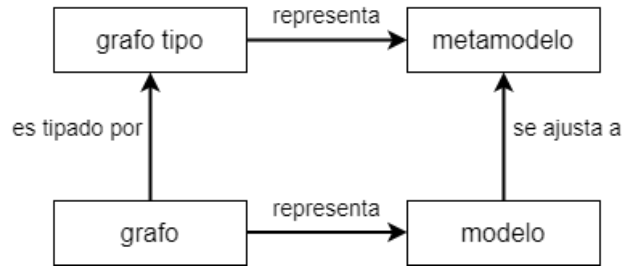 representa
grafo tipo
metamodelo
es tipado por
se ajusta a
representa
grafo
modelo